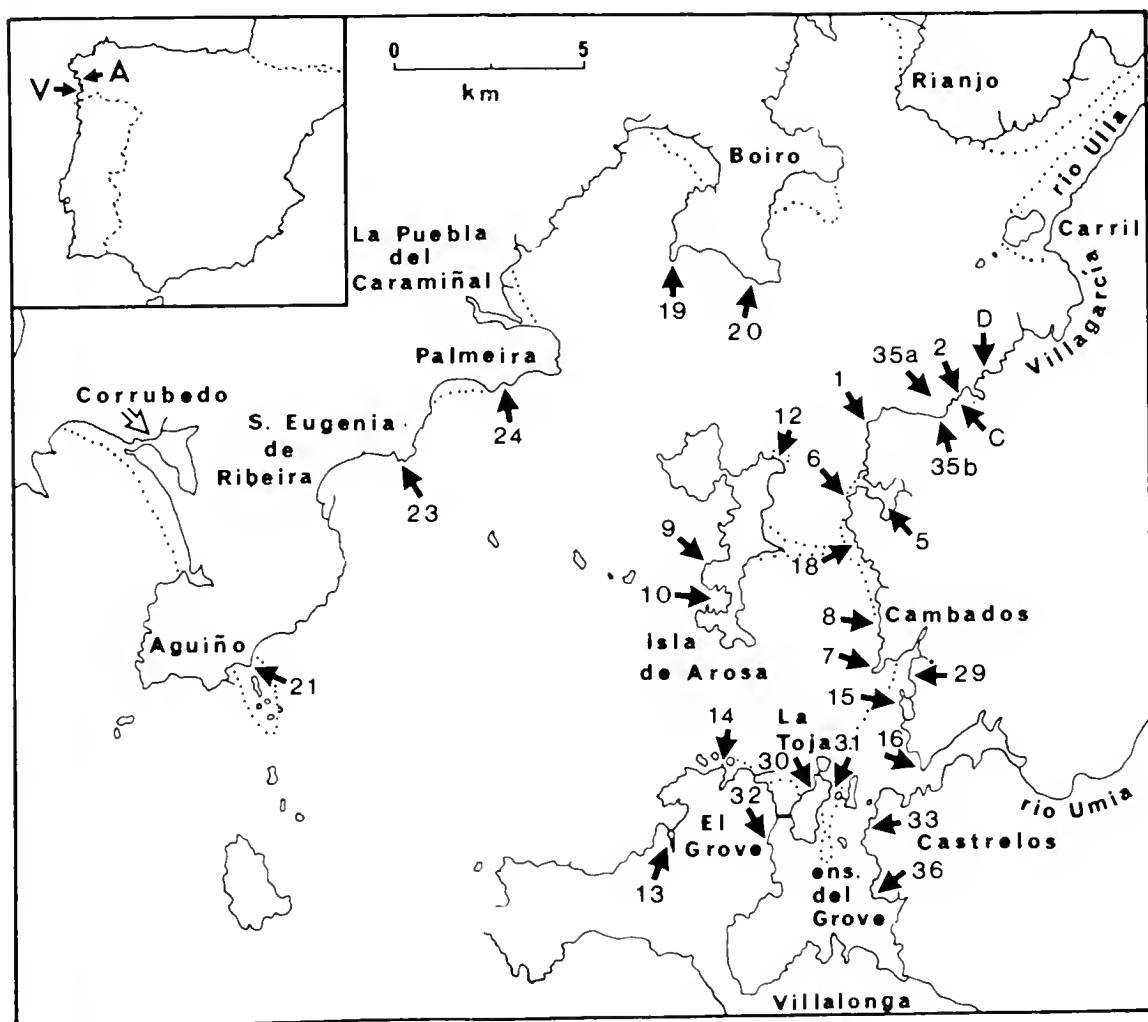 A
V
0 5
km
Rianjo
rio Ulla
Boiro
Carril
Villagarcía
La Puebla
del
Caramiñal
19
20
D
2
35a
1
C
35b
Palmeira
Corrubedo
S. Eugenia
de
Ribeira
24
23
12
6
5
9
18
10
8
Cambados
Isla
de Arosa
7
29
15
Aguiño
21
14
La
Toja
31
16
30
32
rio Umia
El
Grove
33
Castrelos
13
ens.
del
Grove
36
Villalonga